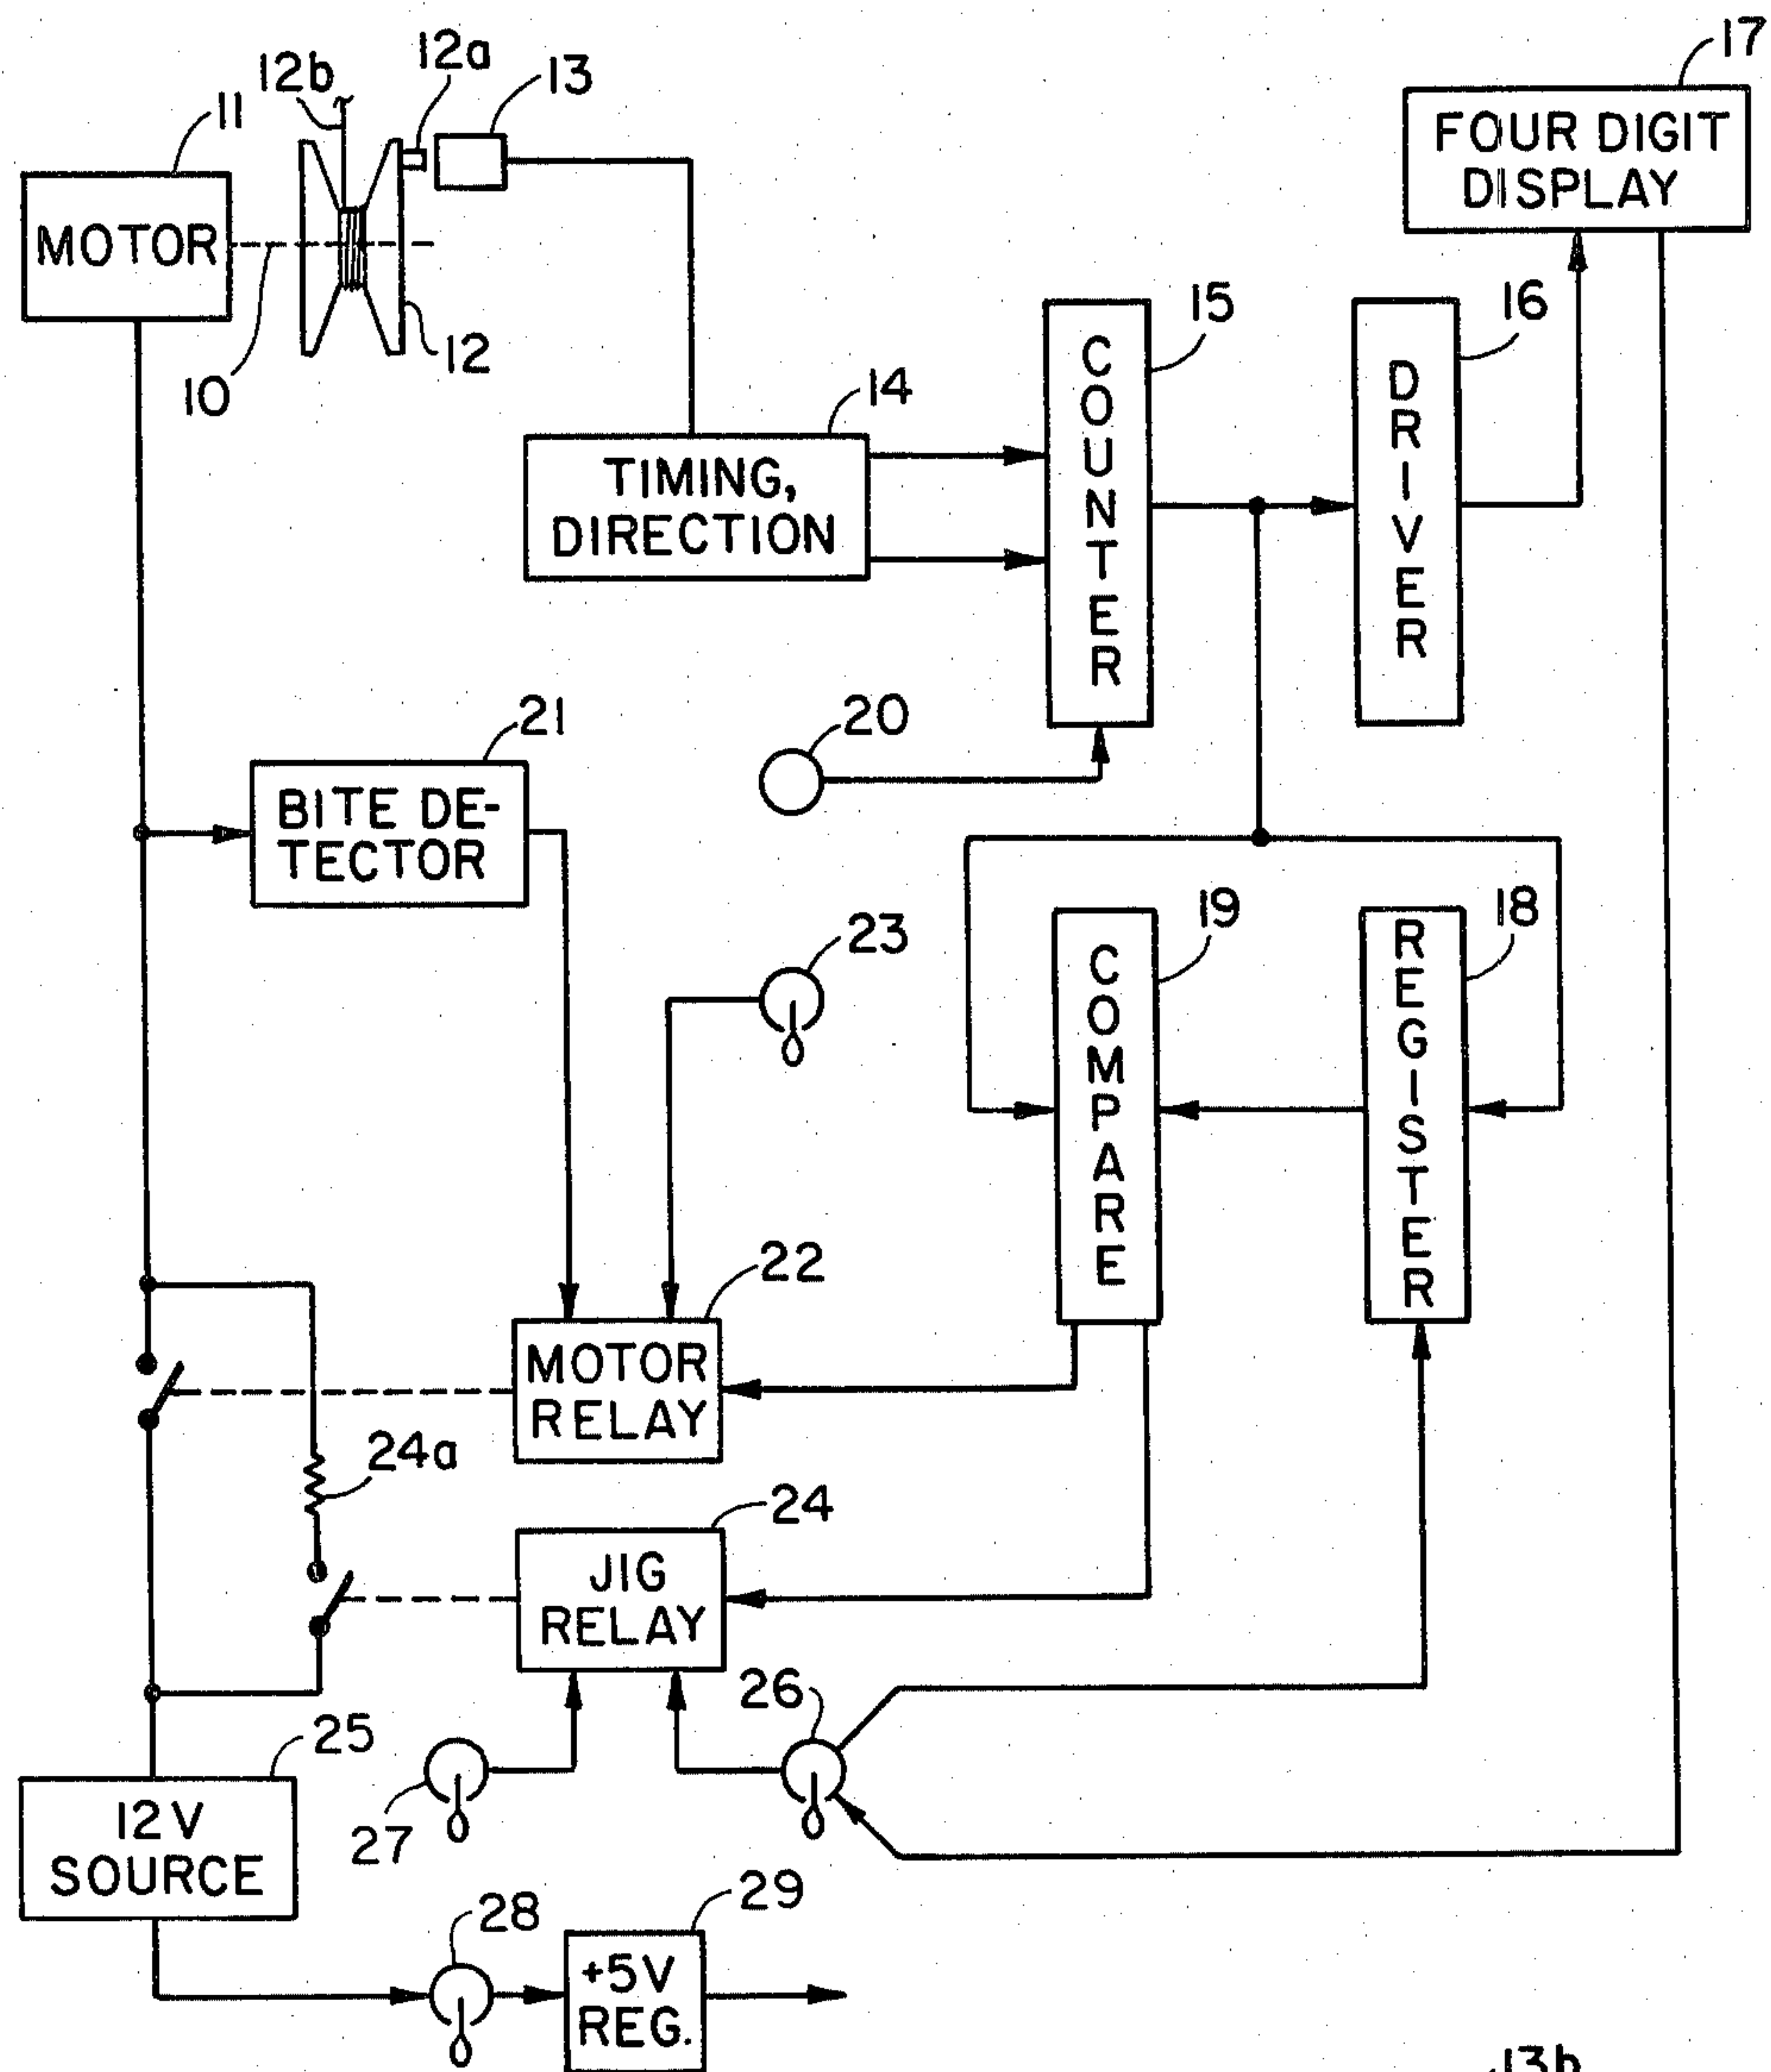 17
12a
12b
13
11
FOUR DIGIT
DISPLAY
MOTOR
15
16
12
10
14
COUNTER
DRIVER
TIMING,
DIRECTION
21
20
BITE DE-
TECTOR
23
19
18
COMPARE
REGISTER
22
MOTOR
RELAY
24a
24
JIG
RELAY
26
25
12V
SOURCE
27
29
28
+5V
REG.
13b